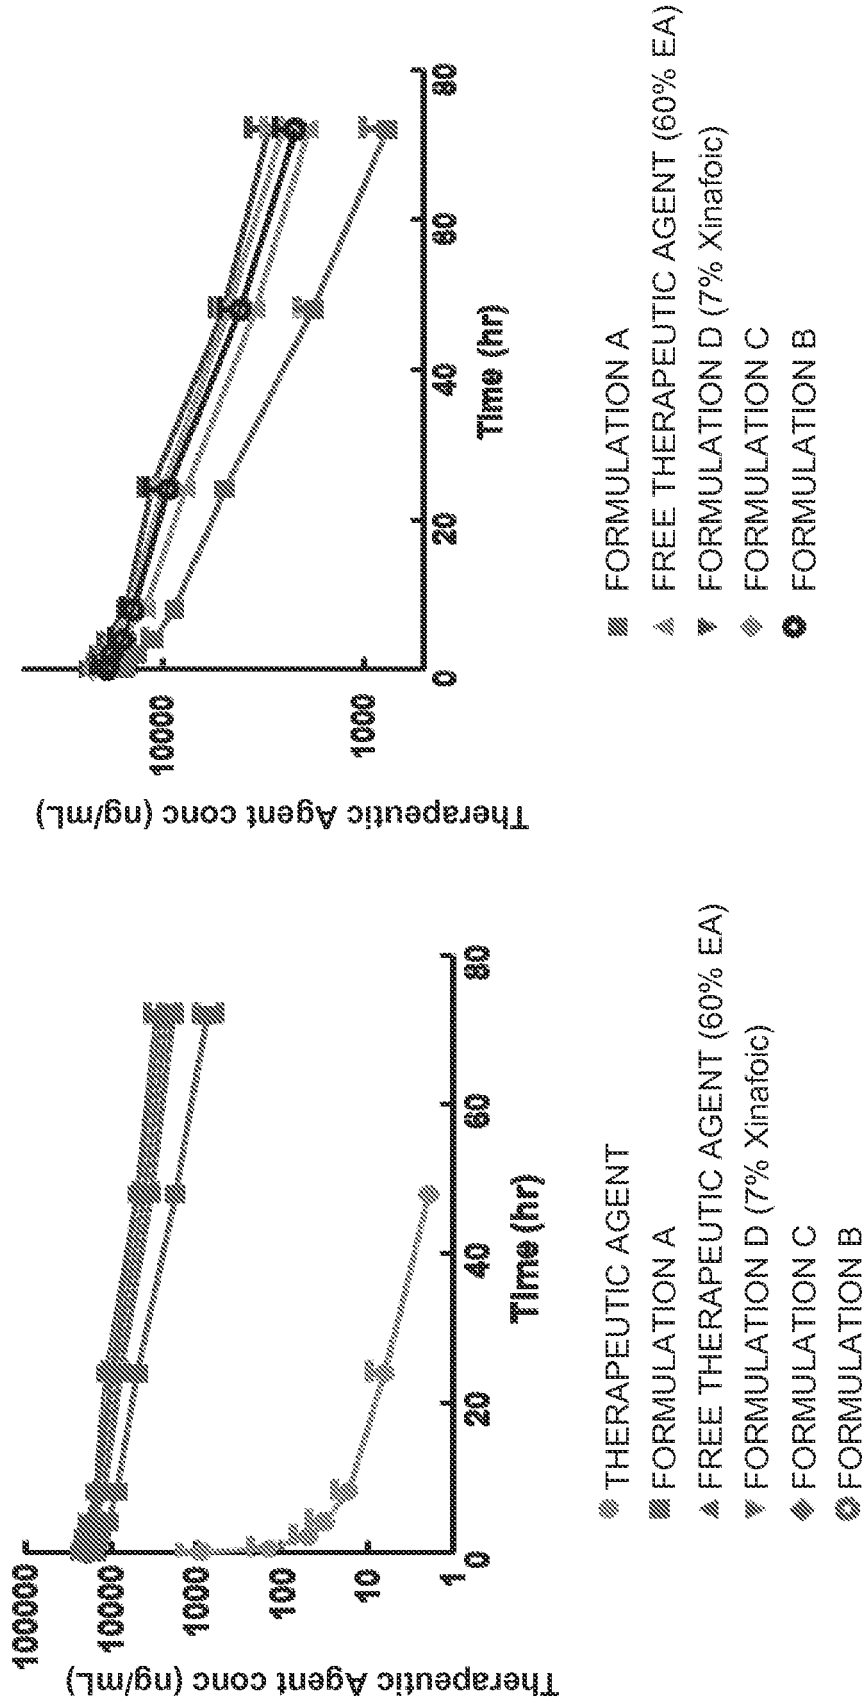 Therapeutic Agent conc (ng/mL)
100000
10000
1000
100
10
1
0
20
40
60
80
Time (hr)
THERAPEUTIC AGENT
FORMULATION A
FREE THERAPEUTIC AGENT (60% EA)
FORMULATION D (7% Xinafoic)
FORMULATION C
FORMULATION B
Therapeutic Agent conc (ng/mL)
10000
1000
0
20
40
60
80
Time (hr)
FORMULATION A
FREE THERAPEUTIC AGENT (60% EA)
FORMULATION D (7% Xinafoic)
FORMULATION C
FORMULATION B